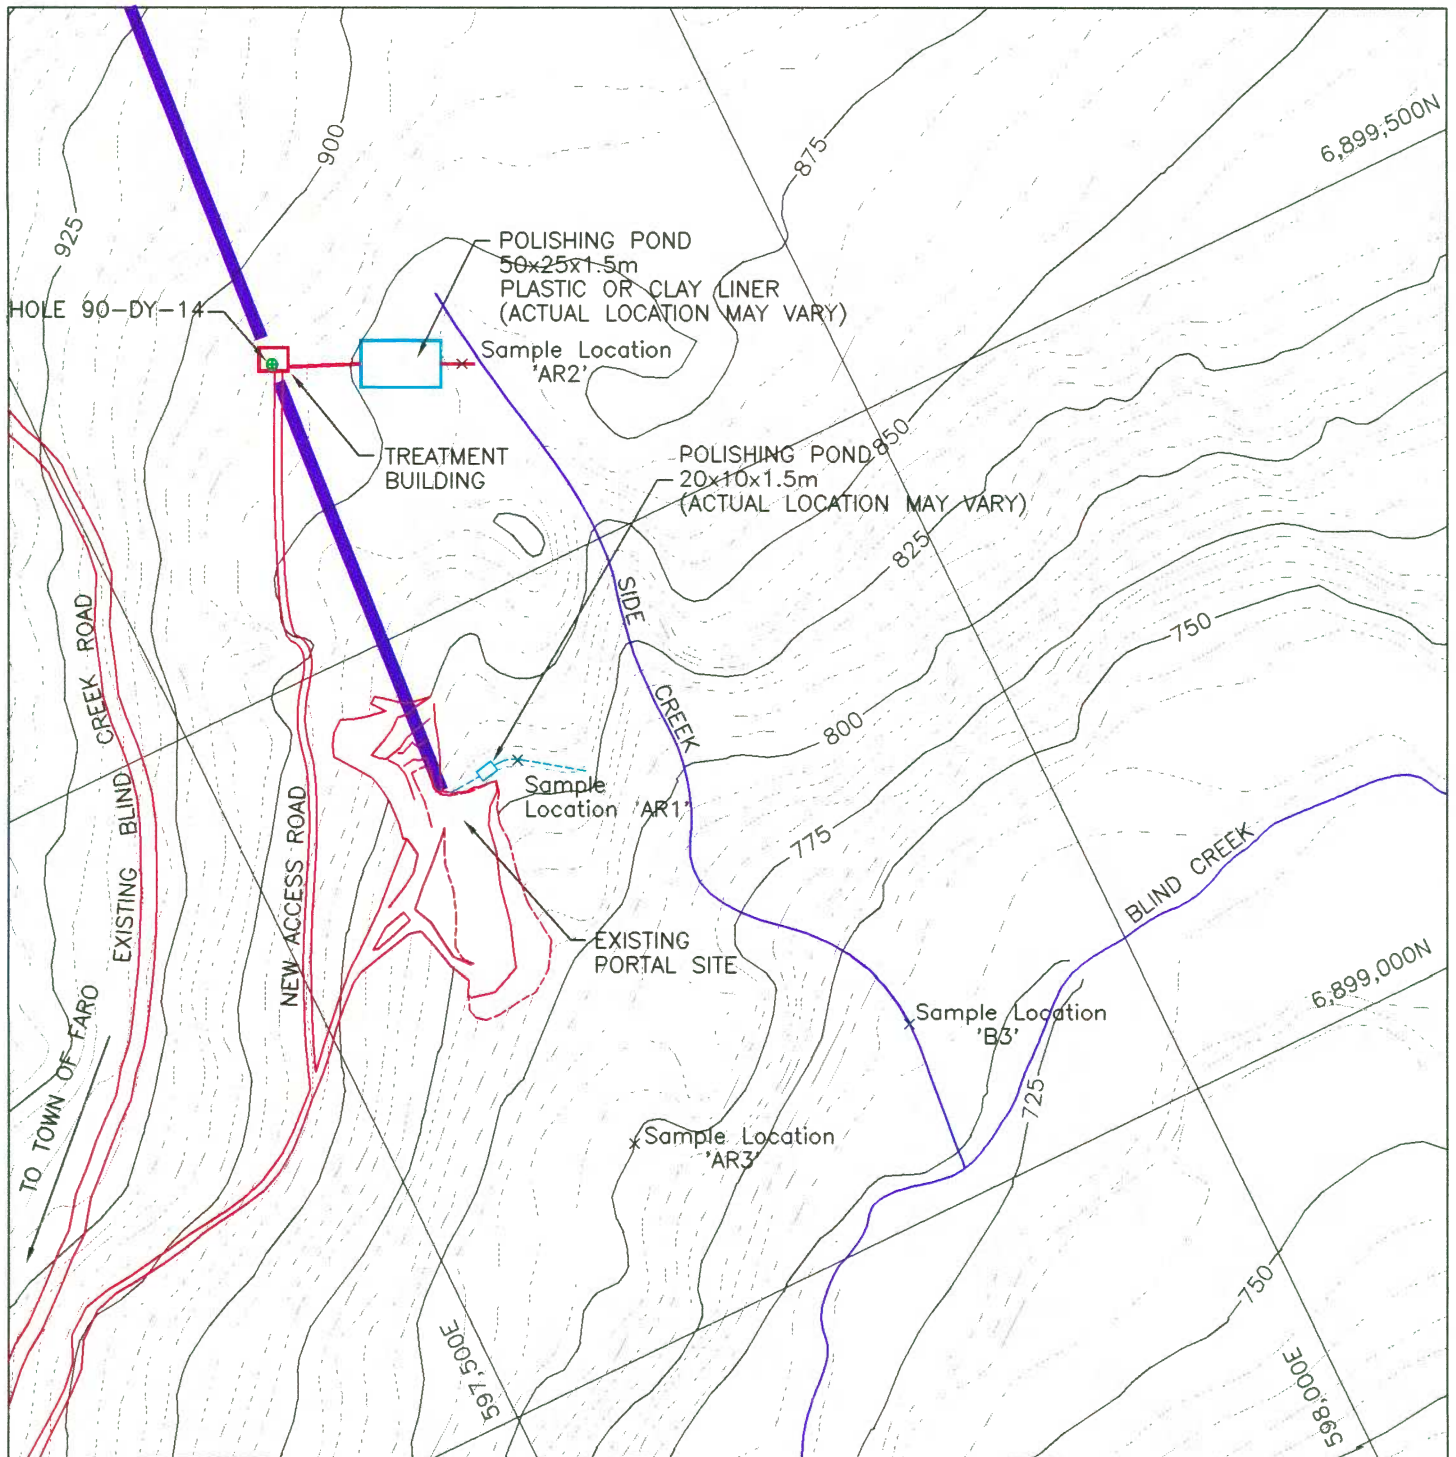 6,899,500N
900
875
925
POLISHING POND
50x25x1.5m
PLASTIC OR CLAY LINER
(ACTUAL LOCATION MAY VARY)
HOLE 90-DY-14
Sample Location
'AR2'
850
TREATMENT
BUILDING
POLISHING POND
20x10x1.5m
(ACTUAL LOCATION MAY VARY)
825
SIDE CREEK
750
800
EXISTING BLIND CREEK ROAD
NEW ACCESS ROAD
Sample
Location 'AR1'
775
BLIND CREEK
EXISTING
PORTAL SITE
6,899,000N
TO TOWN OF FARO
Sample Location
'B3'
725
Sample Location
'AR3'
750
597,500E
598,000E